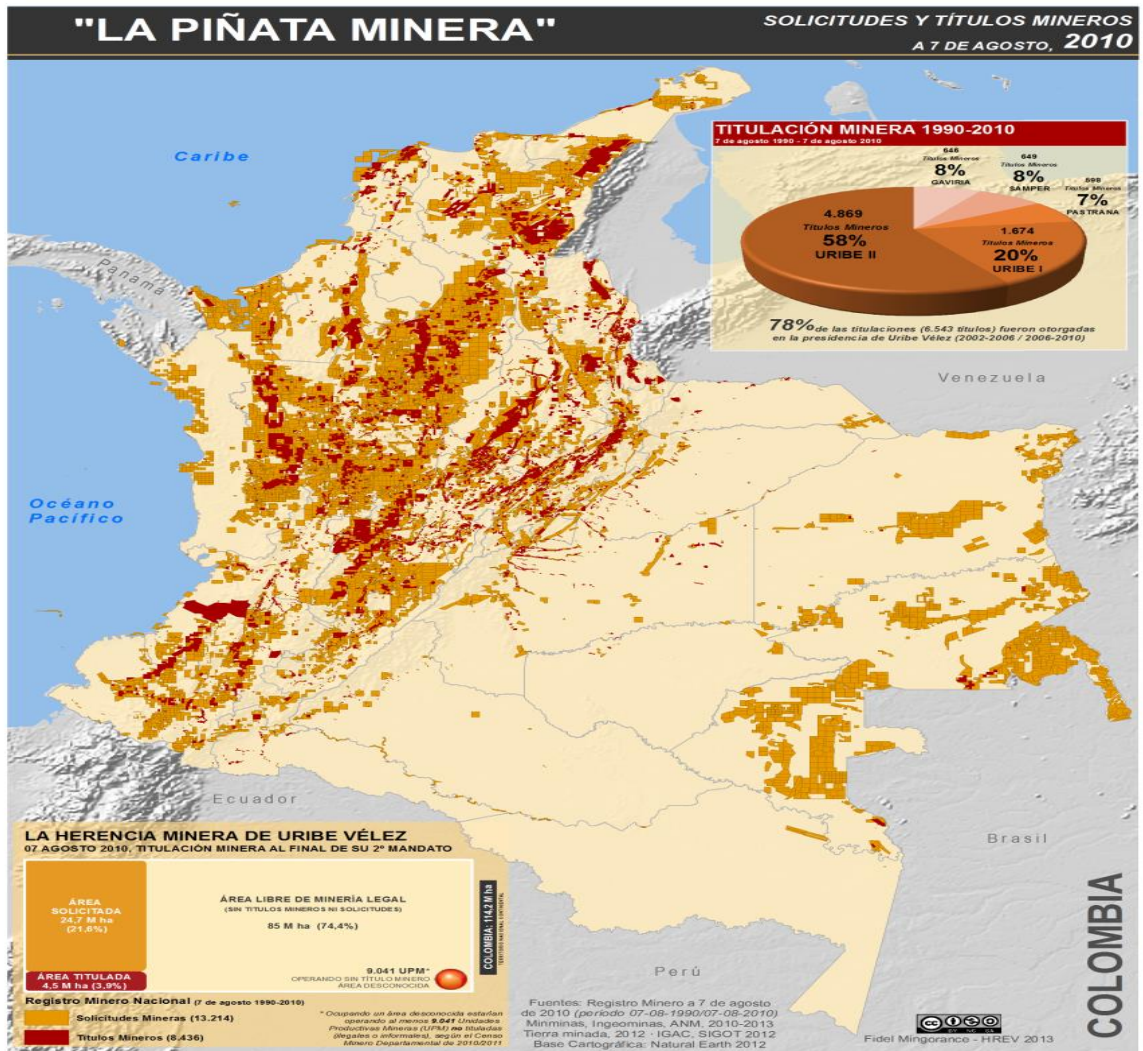 "LA PIÑATA MINERA"
SOLICITUDES Y TÍTULOS MINEROS
A 7 DE AGOSTO, 2010
Caribe
Panamá
Océano
Pacífico
Venezuela
Ecuador
Perú
Brasil
COLOMBIA
TITULACIÓN MINERA 1990-2010
7 de agosto 1990 - 7 de agosto 2010
646
Títulos Mineros
8%
GAVIRIA
649
Títulos Mineros
8%
SAMPER
598
Títulos Mineros
7%
PASTRANA
1.674
Títulos Mineros
20%
URIBE I
4.869
Títulos Mineros
58%
URIBE II
78% de las titulaciones (6.543 títulos) fueron otorgadas
en la presidencia de Uribe Vélez (2002-2006 / 2006-2010)
LA HERENCIA MINERA DE URIBE VÉLEZ
07 AGOSTO 2010, TITULACIÓN MINERA AL FINAL DE SU 2º MANDATO
ÁREA
SOLICITADA
24,7 M ha
(21,6%)
ÁREA TITULADA
4,5 M ha (3,9%)
ÁREA LIBRE DE MINERÍA LEGAL
(SIN TITULOS MINEROS NI SOLICITUDES)
85 M ha (74,4%)
9.041 UPM*
OPERANDO SIN TÍTULO MINERO
ÁREA DESCONOCIDA
COLOMBIA: 114,2 M ha
Registro Minero Nacional (7 de agosto 1990-2010)
Solicitudes Mineras (13.214)
Títulos Mineros (8.436)
* Ocupando un área desconocida estarían
operando al menos 9.041 Unidades
Productivas Mineras (UPM) no tituladas
(ilegales o informales), según el Censo
Minero Departamental de 2010/2011
Fuentes: Registro Minero a 7 de agosto
de 2010 (periodo 07-08-1990/07-08-2010)
Minminas, Ingeominas, ANM, 2010-2013
Tierra minada, 2012 - IGAC, SIGOT 2012
Base Cartográfica: Natural Earth 2012
cc
BY NC SA
Fidel Mingorance - HREV 2013